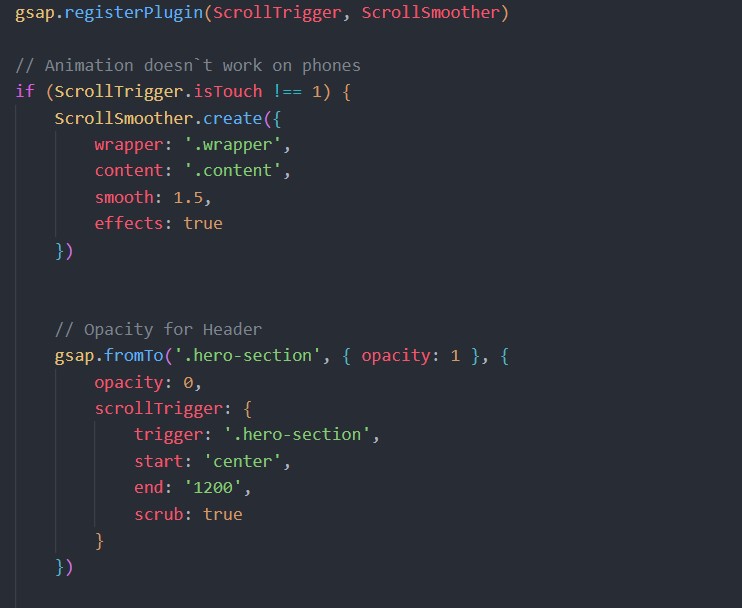 gsap.registerPlugin(ScrollTrigger, ScrollSmoother)
// Animation doesn`t work on phones
if (ScrollTrigger.isTouch !== 1) {
    ScrollSmoother.create({
        wrapper: '.wrapper',
        content: '.content',
        smooth: 1.5,
        effects: true
    })
    // Opacity for Header
    gsap.fromTo('.hero-section', { opacity: 1 }, {
        opacity: 0,
        scrollTrigger: {
            trigger: '.hero-section',
            start: 'center',
            end: '1200',
            scrub: true
        }
    })